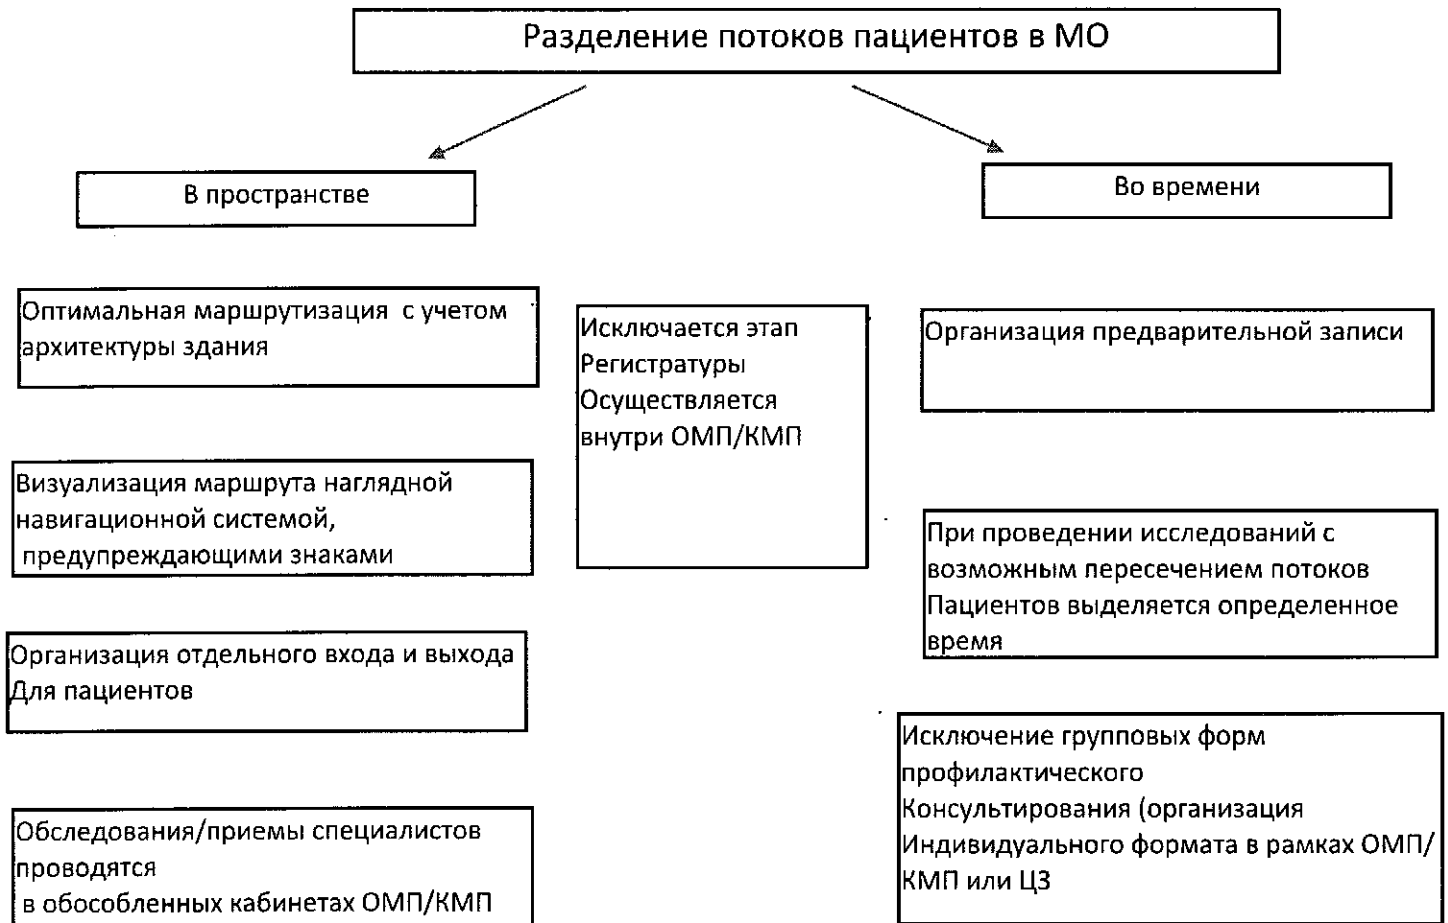 Разделение потоков пациентов в МО
В пространстве
Во времени
Оптимальная маршрутизация с учетом
архитектуры здания
Визуализация маршрута наглядной
навигационной системой,
предупреждающими знаками
Организация отдельного входа и выхода
Для пациентов
Обследования/приемы специалистов
проводятся
в обособленных кабинетах ОМП/КМП
Исключается этап
Регистратуры
Осуществляется
внутри ОМП/КМП
Организация предварительной записи
При проведении исследований с
возможным пересечением потоков
Пациентов выделяется определенное
время
Исключение групповых форм
профилактического
Консультирования (организация
Индивидуального формата в рамках ОМП/
КМП или ЦЗ